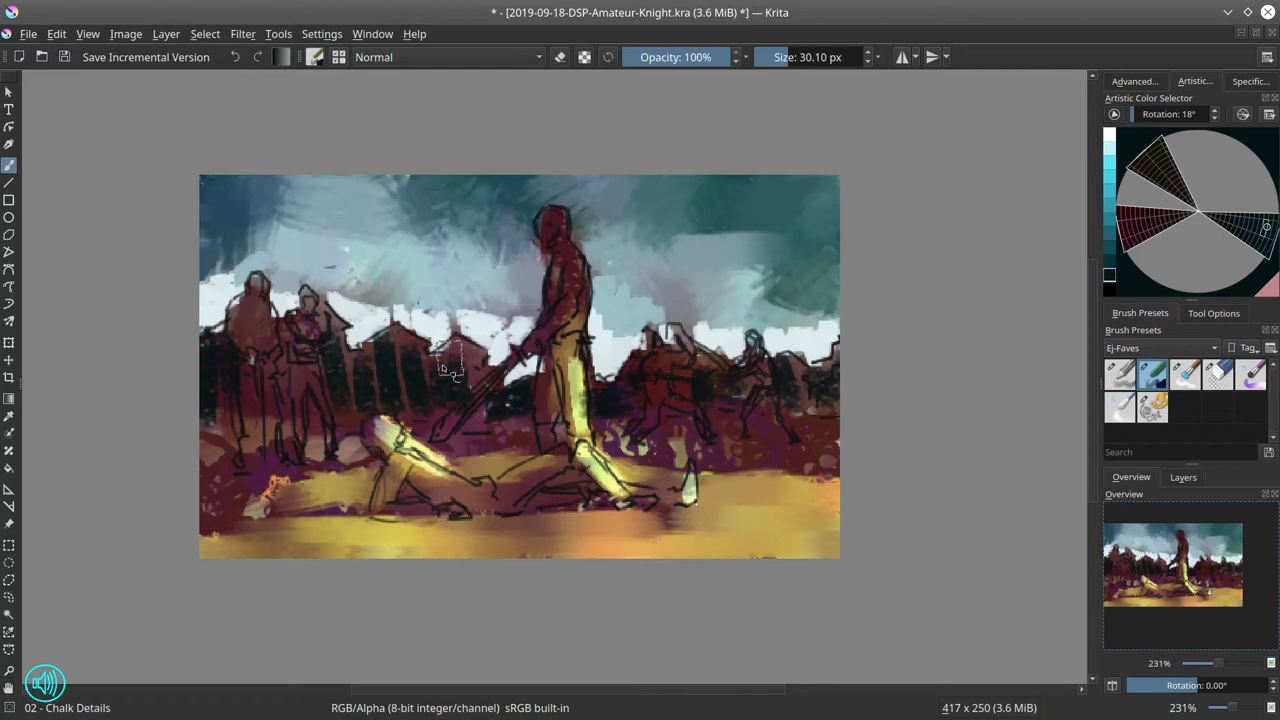 * - [2019-09-18-DSP-Amateur-Knight.kra (3.6 MiB) *] — Krita
File Edit View Image Layer Select Filter Tools Settings Window Help
Save Incremental Version Normal Opacity: 100% Size: 30.10 px
Advanced... Artistic... Specific...
Artistic Color Selector
Rotation: 18°
Brush Presets Tool Options
Brush Presets
Ej-Faves Tag
Search
Overview Layers
Overview
231%
Rotation: 0.00°
02 - Chalk Details RGB/Alpha (8-bit integer/channel) sRGB built-in 417 x 250 (3.6 MiB) 231%